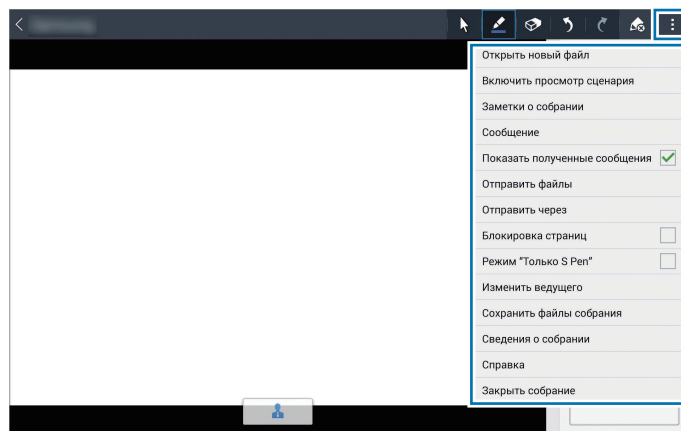 Открыть новый файл
Включить просмотр сценария
Заметки о собрании
Сообщение
Показать полученные сообщения
Отправить файлы
Отправить через
Блокировка страниц
Режим "Только S Pen"
Изменить ведущего
Сохранить файлы собрания
Сведения о собрании
Справка
Закрыть собрание